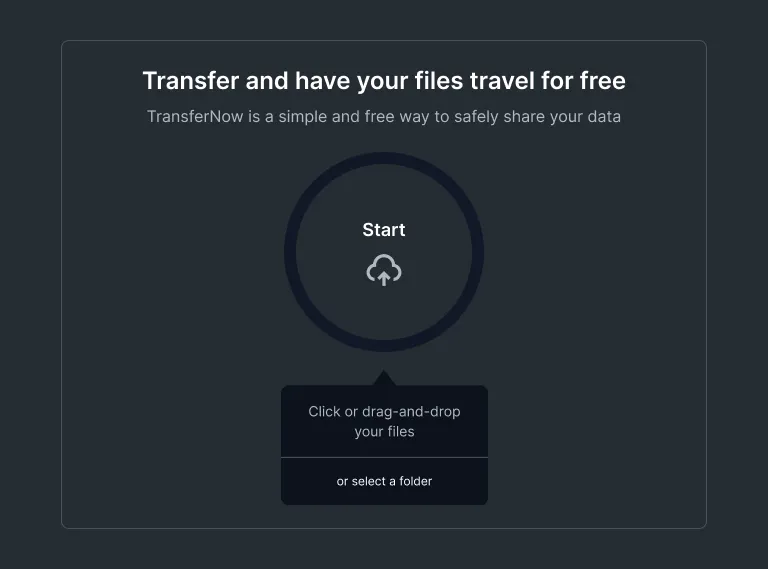 Transfer and have your files travel for free
TransferNow is a simple and free way to safely share your data
Start
Click or drag-and-drop
your files
or select a folder